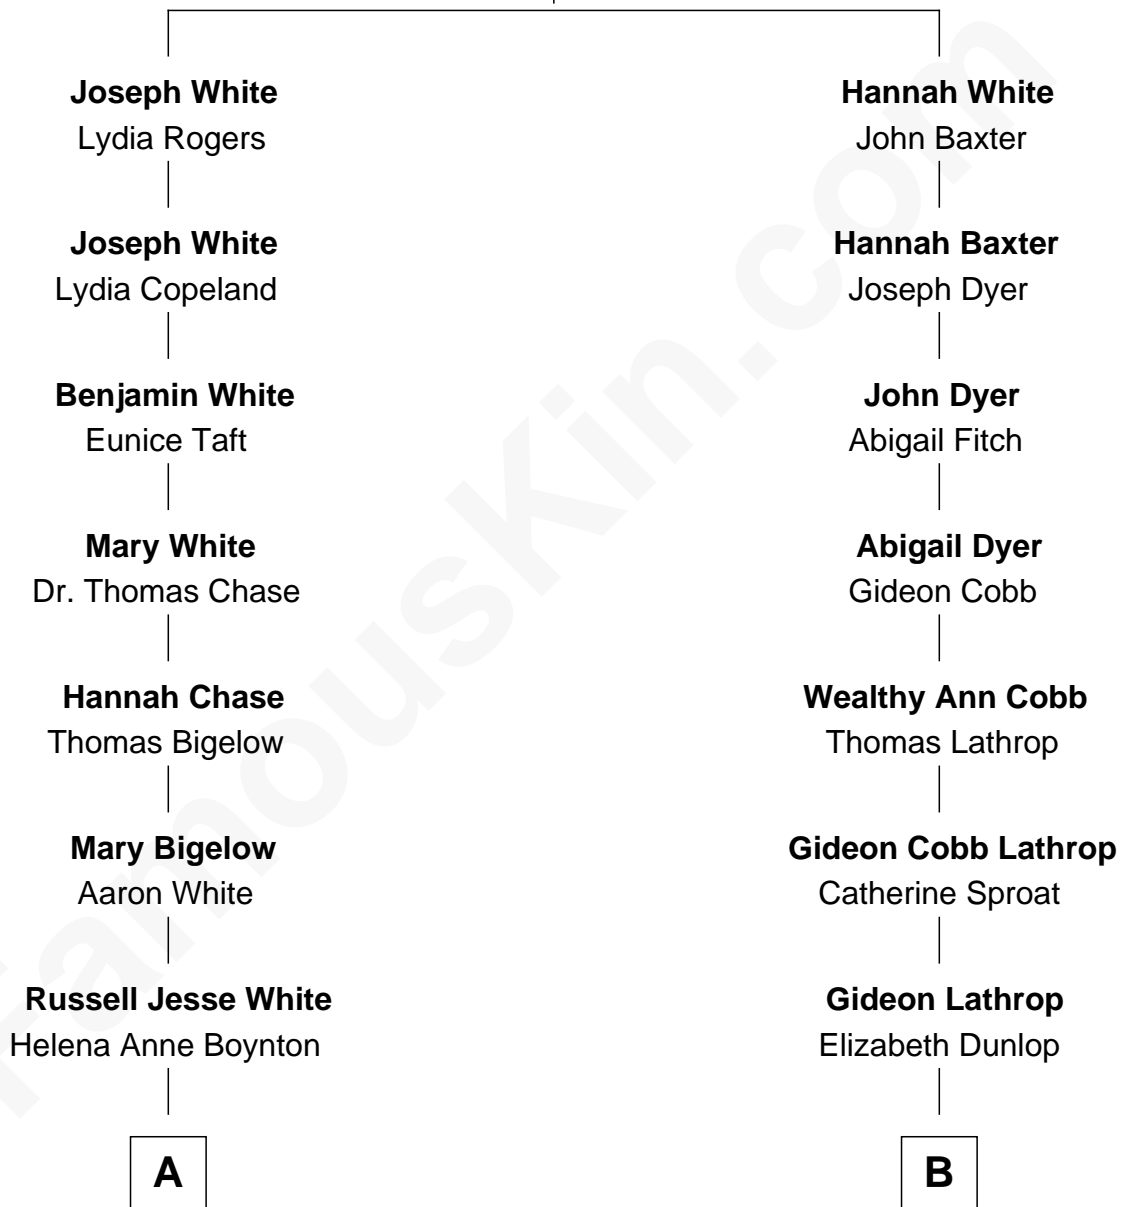 Joseph White
Lydia Rogers
Hannah White
John Baxter
Joseph White
Lydia Copeland
Hannah Baxter
Joseph Dyer
Benjamin White
Eunice Taft
John Dyer
Abigail Fitch
Mary White
Dr. Thomas Chase
Abigail Dyer
Gideon Cobb
Hannah Chase
Thomas Bigelow
Wealthy Ann Cobb
Thomas Lathrop
Mary Bigelow
Aaron White
Gideon Cobb Lathrop
Catherine Sproat
Russell Jesse White
Helena Anne Boynton
Gideon Lathrop
Elizabeth Dunlop
A
B
FamousKin.com